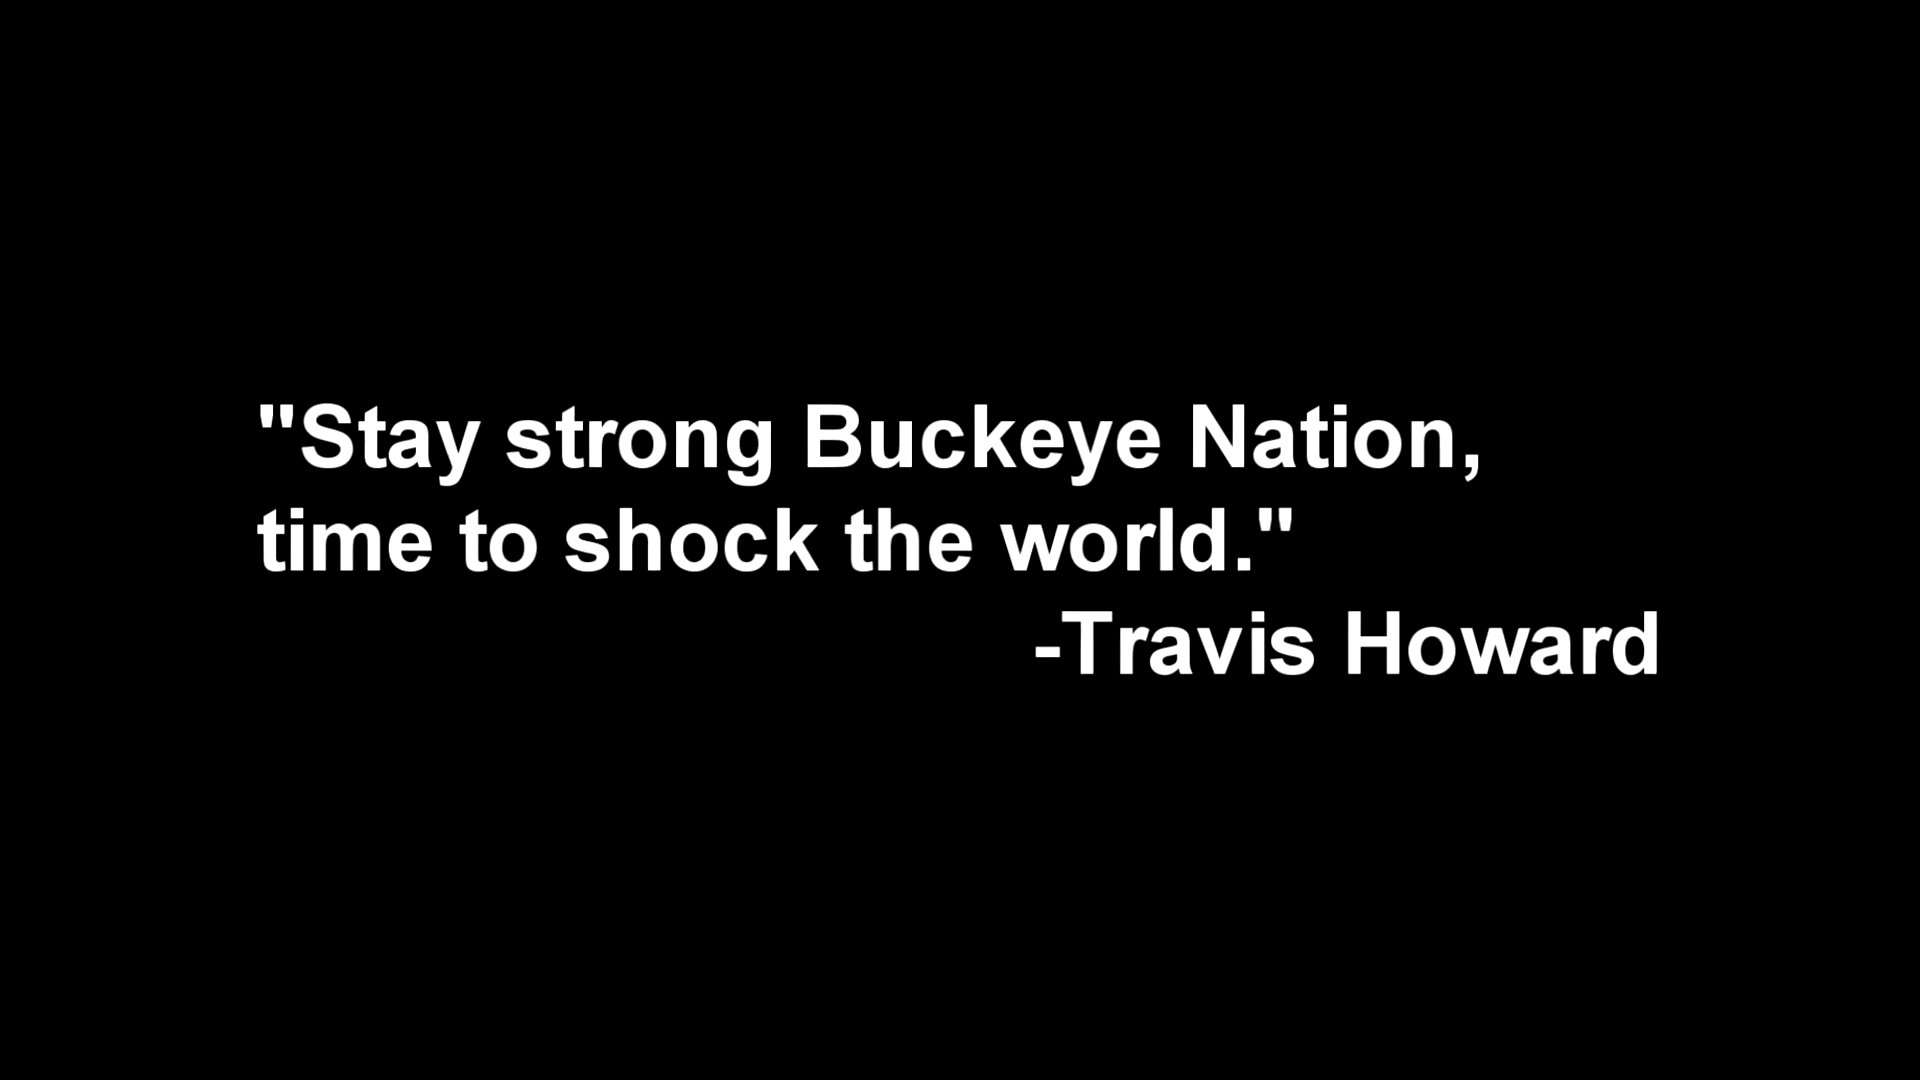 "Stay strong Buckeye Nation,
time to shock the world."
-Travis Howard